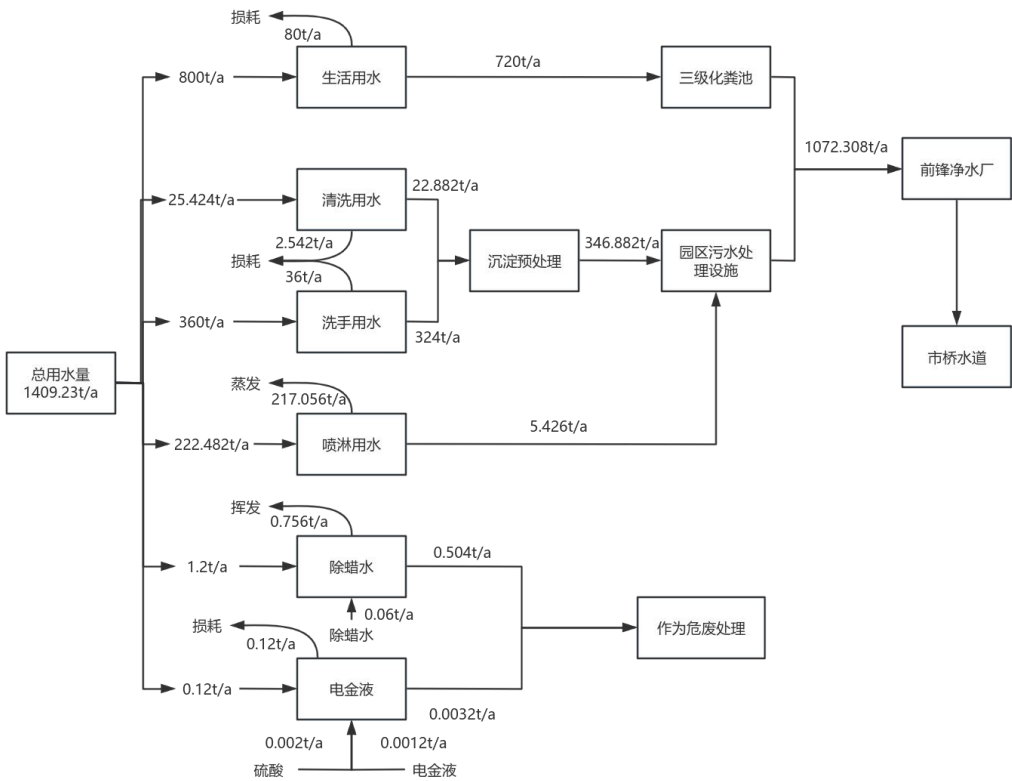 损耗
80t/a
800t/a
生活用水
720t/a
三级化粪池
1072.308t/a
前锋净水厂
25.424t/a
清洗用水
22.882t/a
2.542t/a
损耗
36t/a
沉淀预处理
346.882t/a
园区污水处
理设施
360t/a
洗手用水
324t/a
市桥水道
总用水量
1409.23t/a
蒸发
217.056t/a
222.482t/a
喷淋用水
5.426t/a
挥发
0.756t/a
1.2t/a
除蜡水
0.504t/a
0.06t/a
除蜡水
作为危废处理
损耗
0.12t/a
0.12t/a
电金液
0.0032t/a
0.002t/a
0.0012t/a
硫酸
电金液